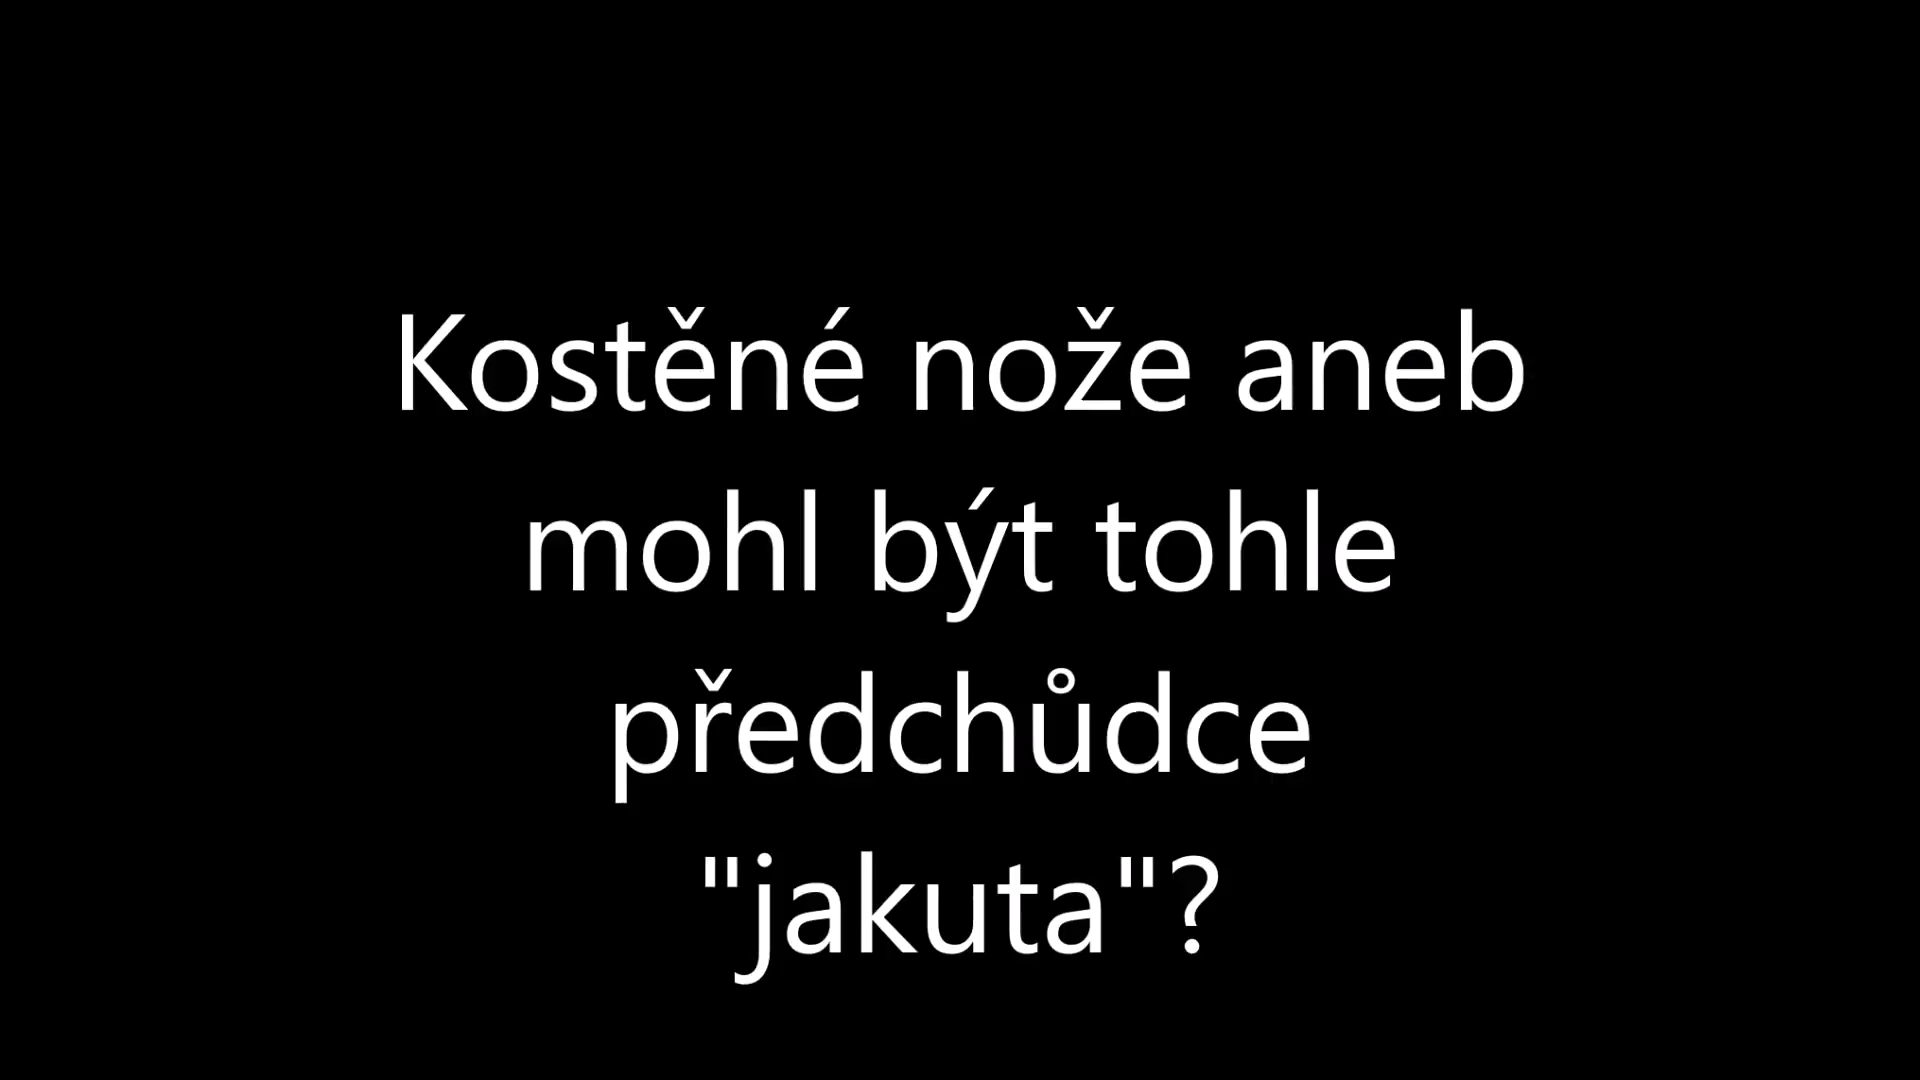 Kostěné nože aneb
mohl být tohle
předchůdce
"jakuta"?